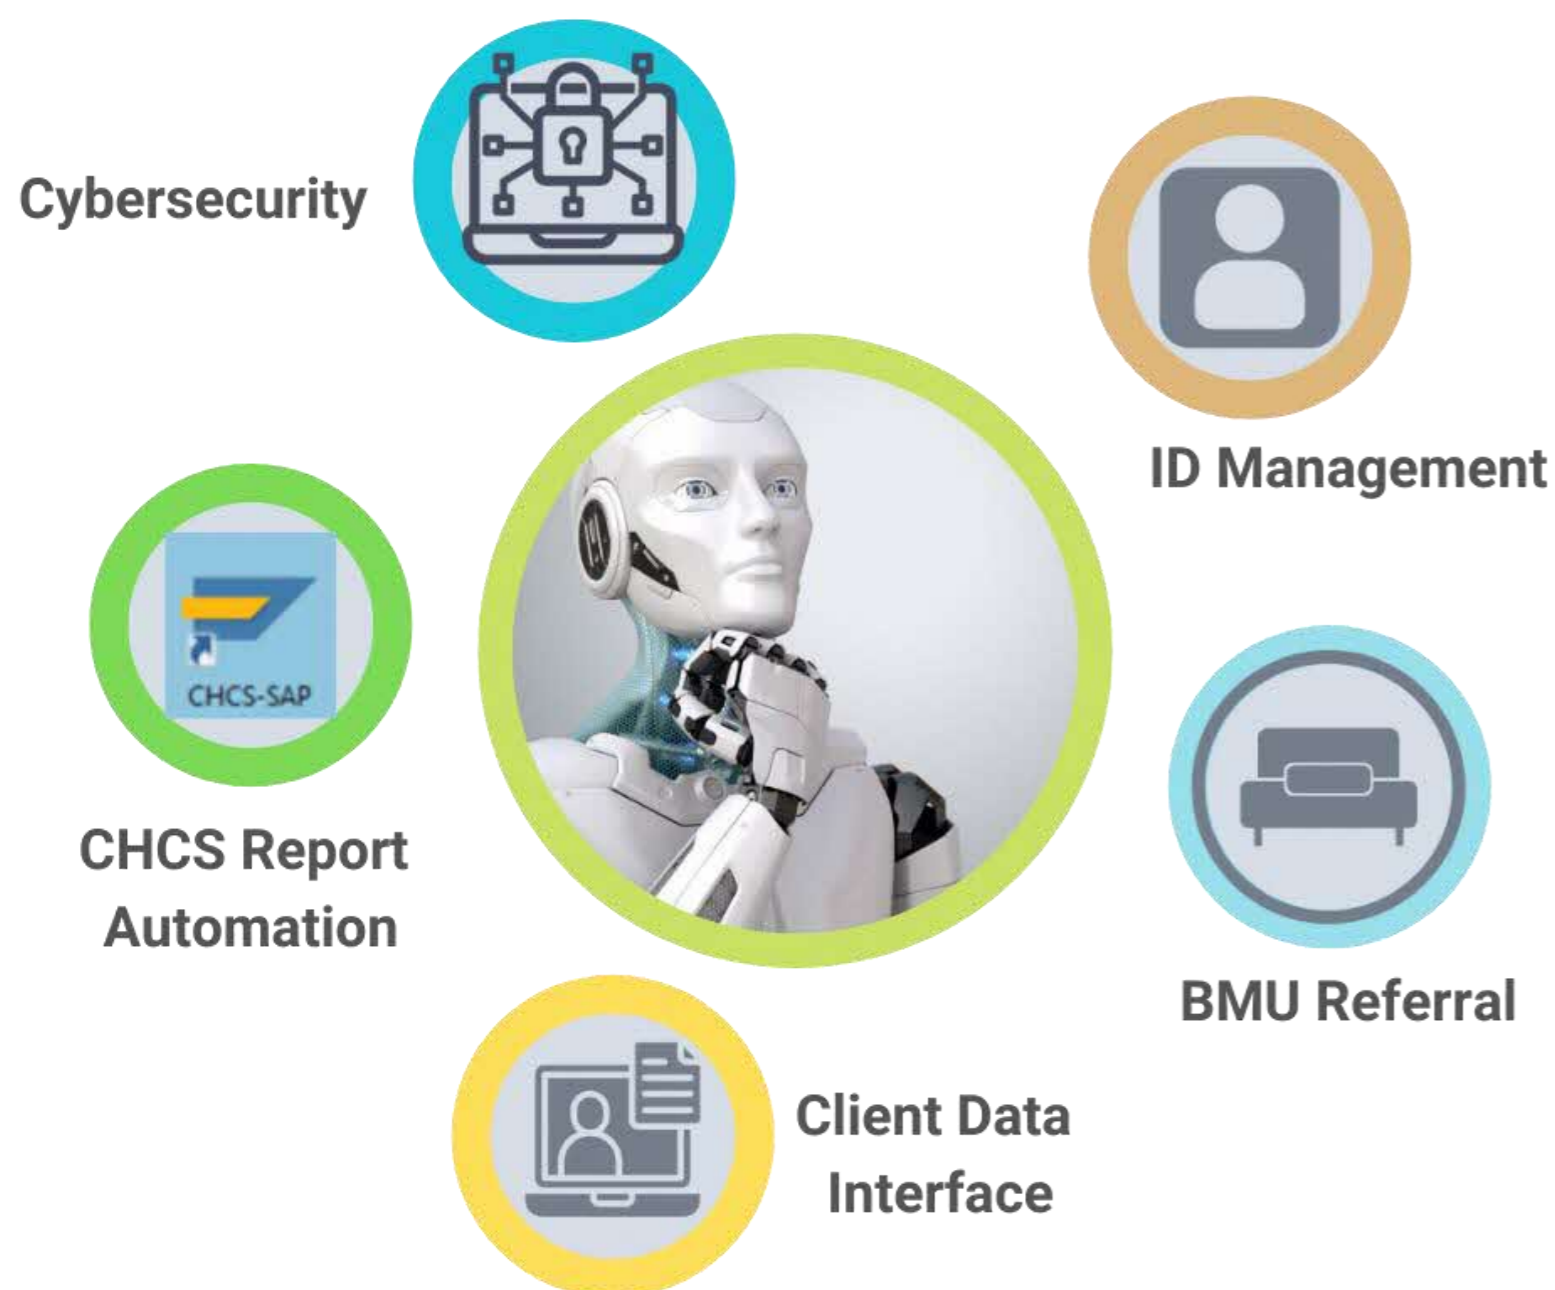 Cybersecurity
ID Management
CHCS-SAP
CHCS Report
Automation
BMU Referral
Client Data
Interface